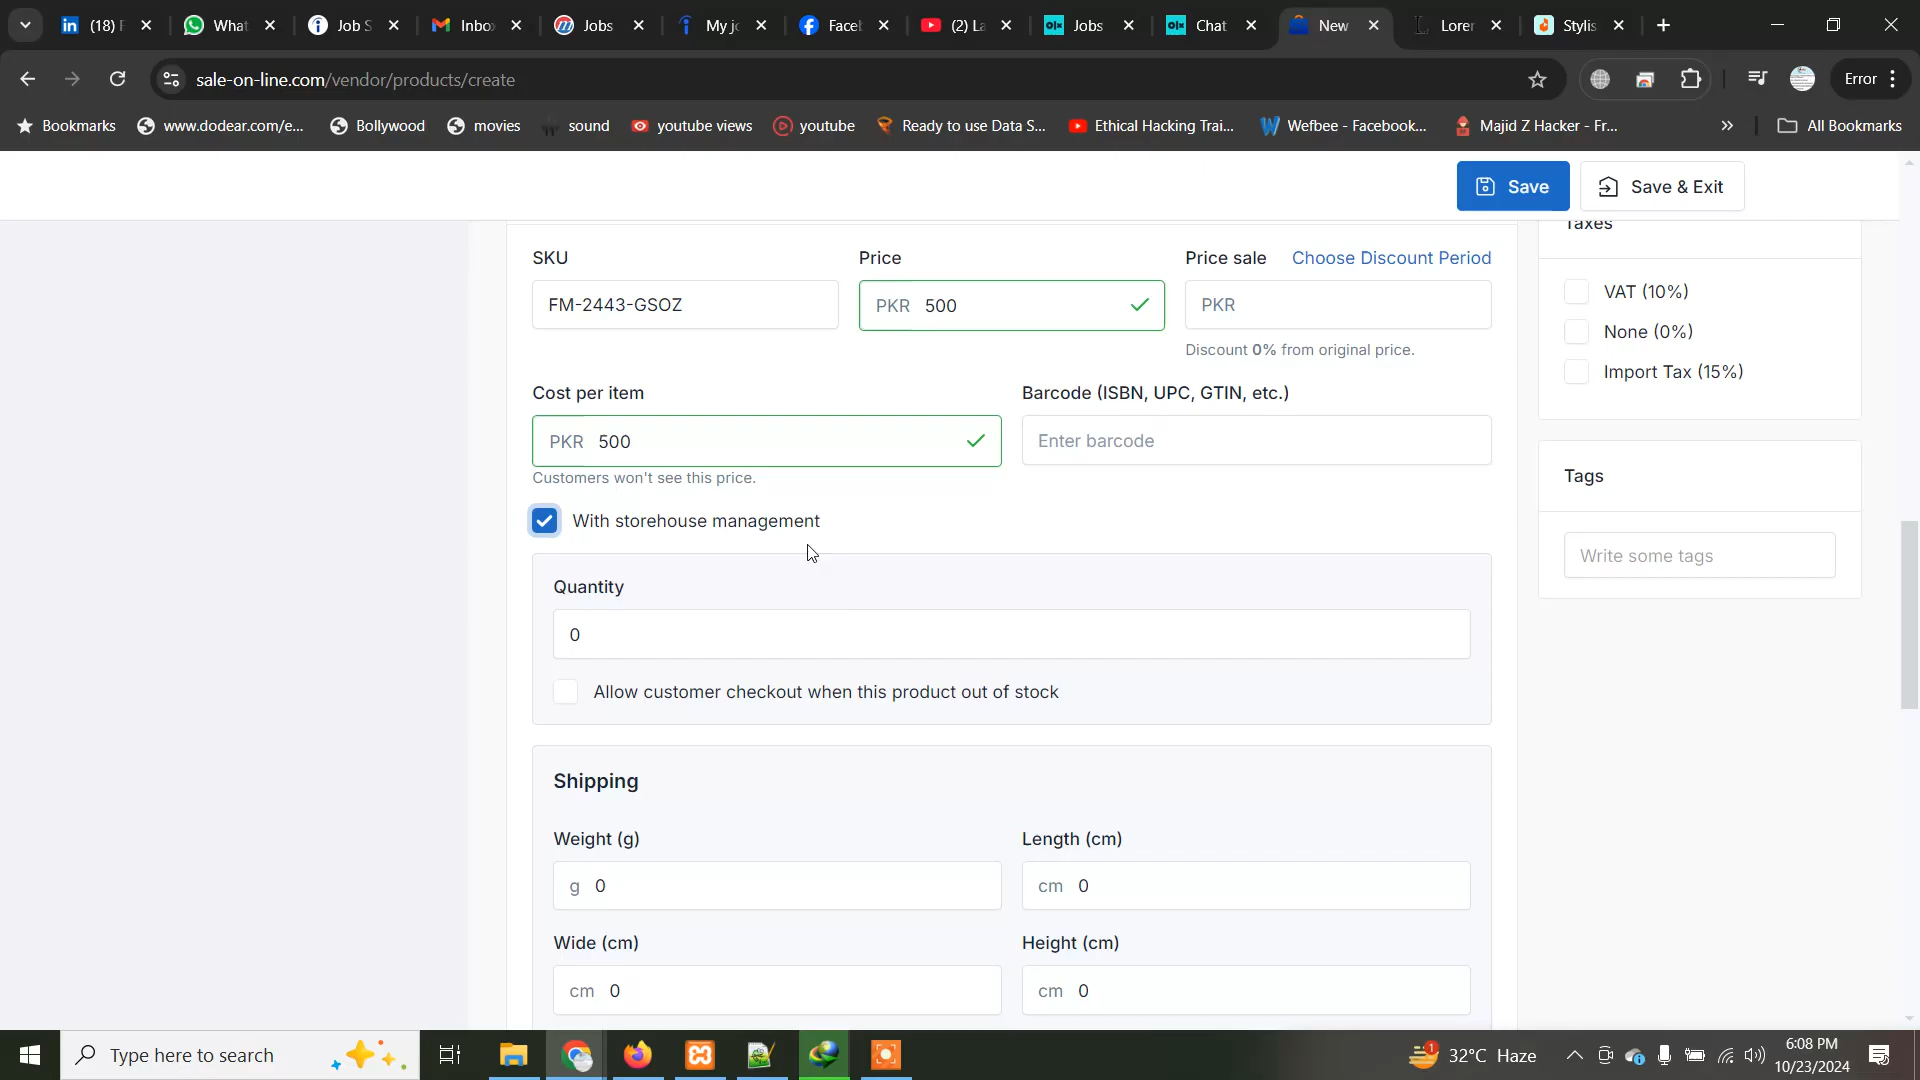 (18) F
What
Job S
Inbo
Jobs
My jo
Faceb
(2) La
Jobs
Chat
New
Lorer
Stylis
sale-on-line.com/vendor/products/create
Error
Bookmarks
www.dodear.com/e...
Bollywood
movies
sound
youtube views
youtube
Ready to use Data S...
Ethical Hacking Trai...
Wefbee - Facebook...
Majid Z Hacker - Fr...
All Bookmarks
Save
Save & Exit
Taxes
SKU
Price
Price sale
Choose Discount Period
FM-2443-GSOZ
PKR 500
PKR
VAT (10%)
None (0%)
Discount 0% from original price.
Import Tax (15%)
Cost per item
Barcode (ISBN, UPC, GTIN, etc.)
PKR 500
Enter barcode
Customers won't see this price.
Tags
With storehouse management
Write some tags
Quantity
0
Allow customer checkout when this product out of stock
Shipping
Weight (g)
Length (cm)
g 0
cm 0
Wide (cm)
Height (cm)
cm 0
cm 0
Type here to search
1
32°C Haze
6:08 PM
10/23/2024